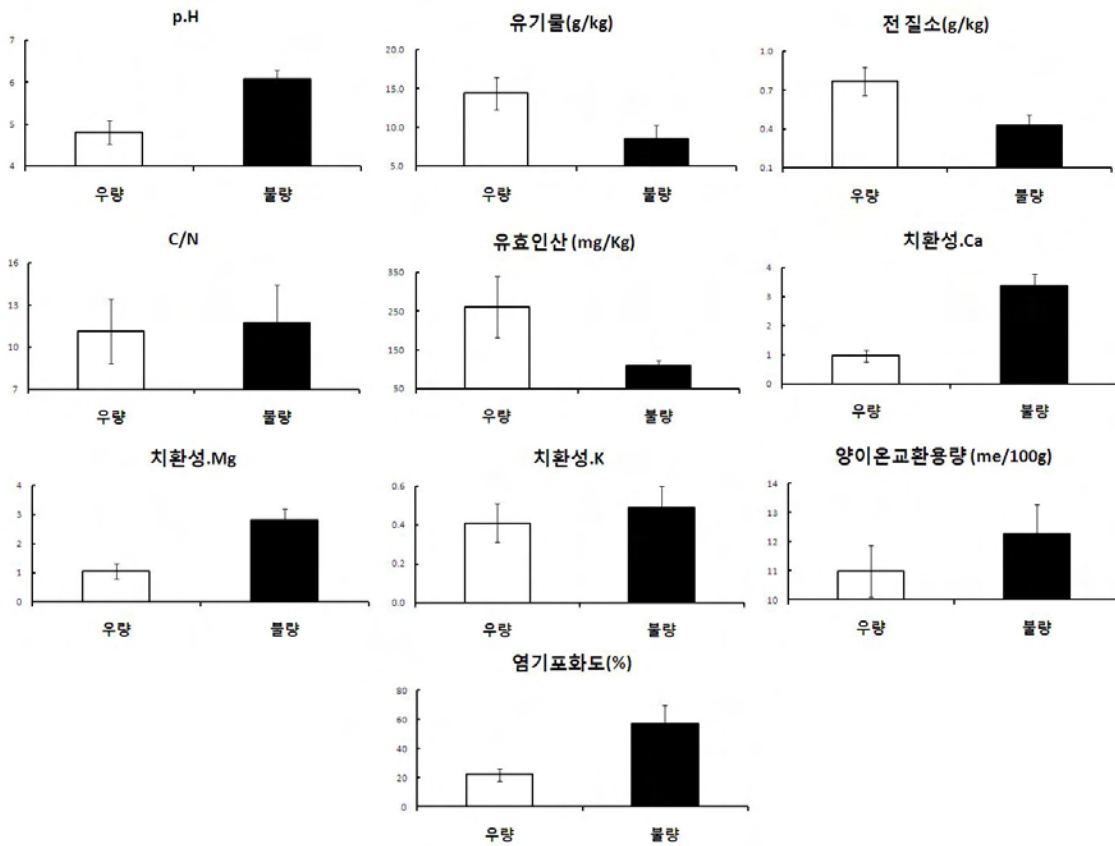 p.H
7
6
5
4
우량
불량
유기물(g/kg)
20.0
15.0
10.0
5.0
우량
불량
전 질소(g/kg)
1.0
0.7
0.4
0.1
우량
불량
C/N
16
13
10
7
우량
불량
유효인산 (mg/Kg)
350
250
150
50
우량
불량
치환성.Ca
4
3
2
1
0
우량
불량
치환성.Mg
4
3
2
1
0
우량
불량
치환성.K
0.6
0.4
0.2
0.0
우량
불량
양이온교환용량 (me/100g)
14
13
12
11
10
우량
불량
염기포화도(%)
80
60
40
20
0
우량
불량